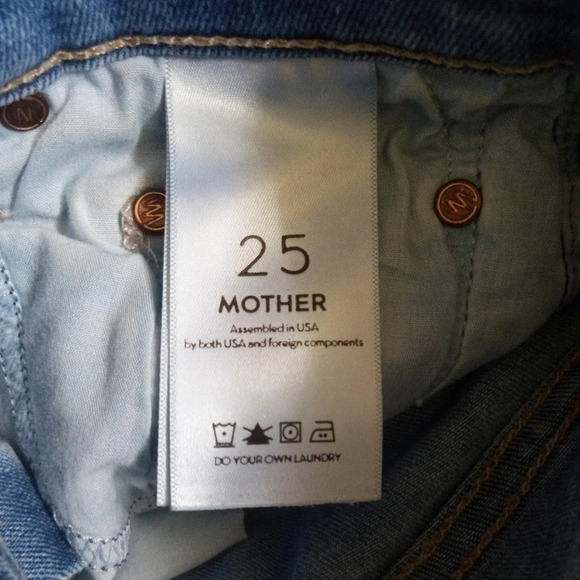 25
MOTHER
Assembled in USA
by both USA and foreign components
DO YOUR OWN LAUNDRY